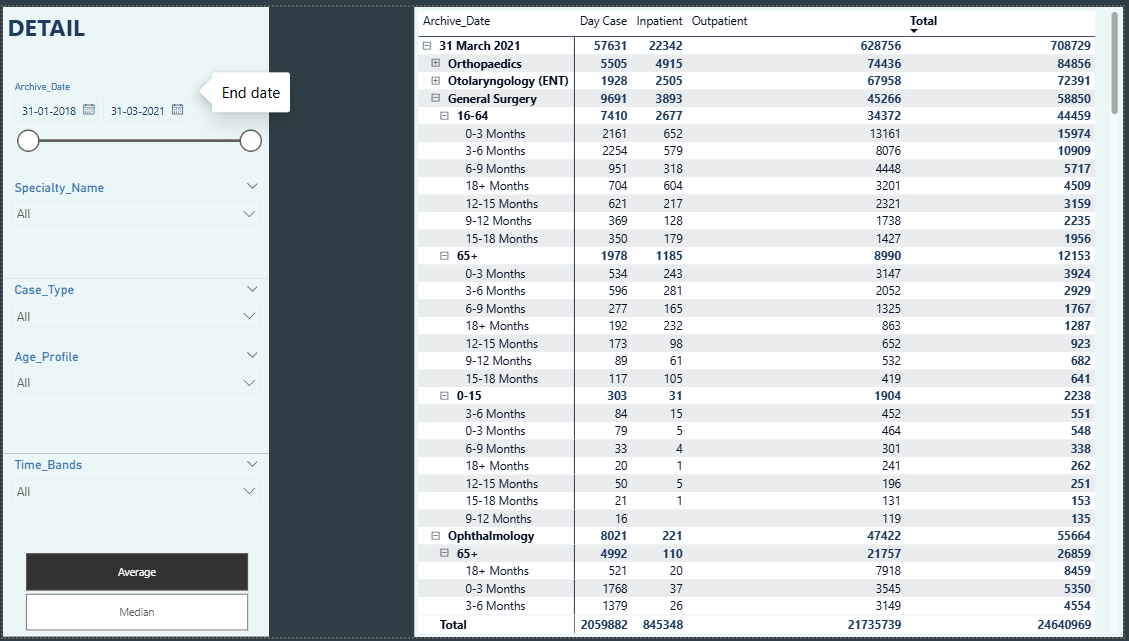 DETAIL
Archive_Date
31-01-2018 31-03-2021
End date
Specialty_Name
All
Case_Type
All
Age_Profile
All
Time_Bands
All
Average
Median
Archive_Date Day Case Inpatient Outpatient Total
31 March 2021 57631 22342 628756 708729
Orthopaedics 5505 4915 74436 84856
Otolaryngology (ENT) 1928 2505 67958 72391
General Surgery 9691 3893 45266 58850
16-64 7410 2677 34372 44459
0-3 Months 2161 652 13161 15974
3-6 Months 2254 579 8076 10909
6-9 Months 951 318 4448 5717
18+ Months 704 604 3201 4509
12-15 Months 621 217 2321 3159
9-12 Months 369 128 1738 2235
15-18 Months 350 179 1427 1956
65+ 1978 1185 8990 12153
0-3 Months 534 243 3147 3924
3-6 Months 596 281 2052 2929
6-9 Months 277 165 1325 1767
18+ Months 192 232 863 1287
12-15 Months 173 98 652 923
9-12 Months 89 61 532 682
15-18 Months 117 105 419 641
0-15 303 31 1904 2238
3-6 Months 84 15 452 551
0-3 Months 79 5 464 548
6-9 Months 33 4 301 338
18+ Months 20 1 241 262
12-15 Months 50 5 196 251
15-18 Months 21 1 131 153
9-12 Months 16 119 135
Ophthalmology 8021 221 47422 55664
65+ 4992 110 21757 26859
18+ Months 521 20 7918 8459
0-3 Months 1768 37 3545 5350
3-6 Months 1379 26 3149 4554
Total 2059882 845348 21735739 24640969